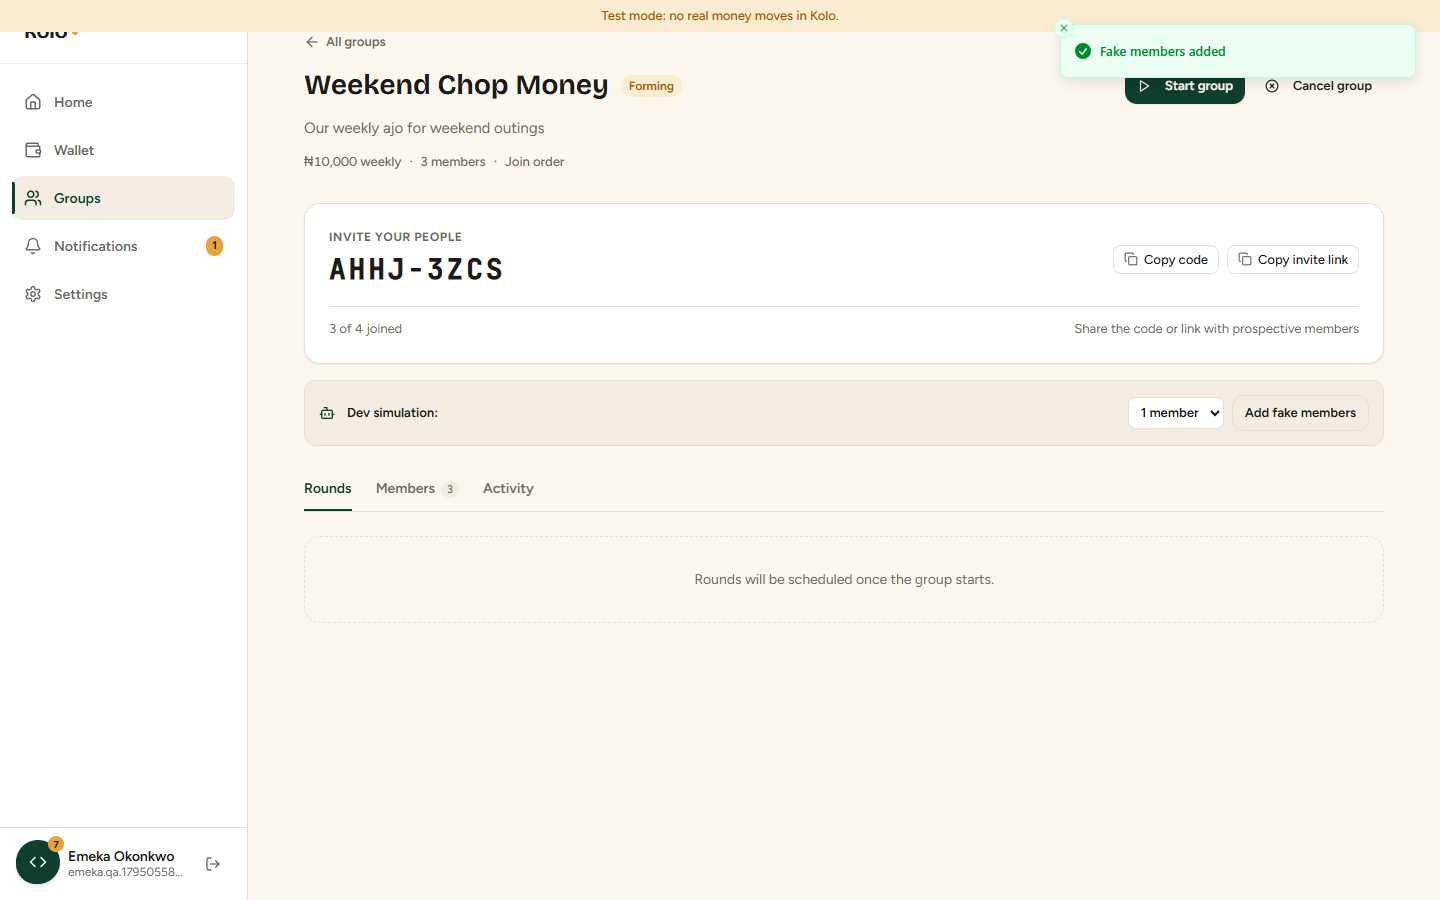 Test mode: no real money moves in Kolo.
Kolo
Home
Wallet
Groups
Notifications 1
Settings
All groups
Weekend Chop Money Forming
Start group
Cancel group
Fake members added
Our weekly ajo for weekend outings
₦10,000 weekly · 3 members · Join order
INVITE YOUR PEOPLE
AHHJ-3ZCS
Copy code
Copy invite link
3 of 4 joined
Share the code or link with prospective members
Dev simulation:
1 member
Add fake members
Rounds
Members 3
Activity
Rounds will be scheduled once the group starts.
7
Emeka Okonkwo
emeka.qa.17950558...